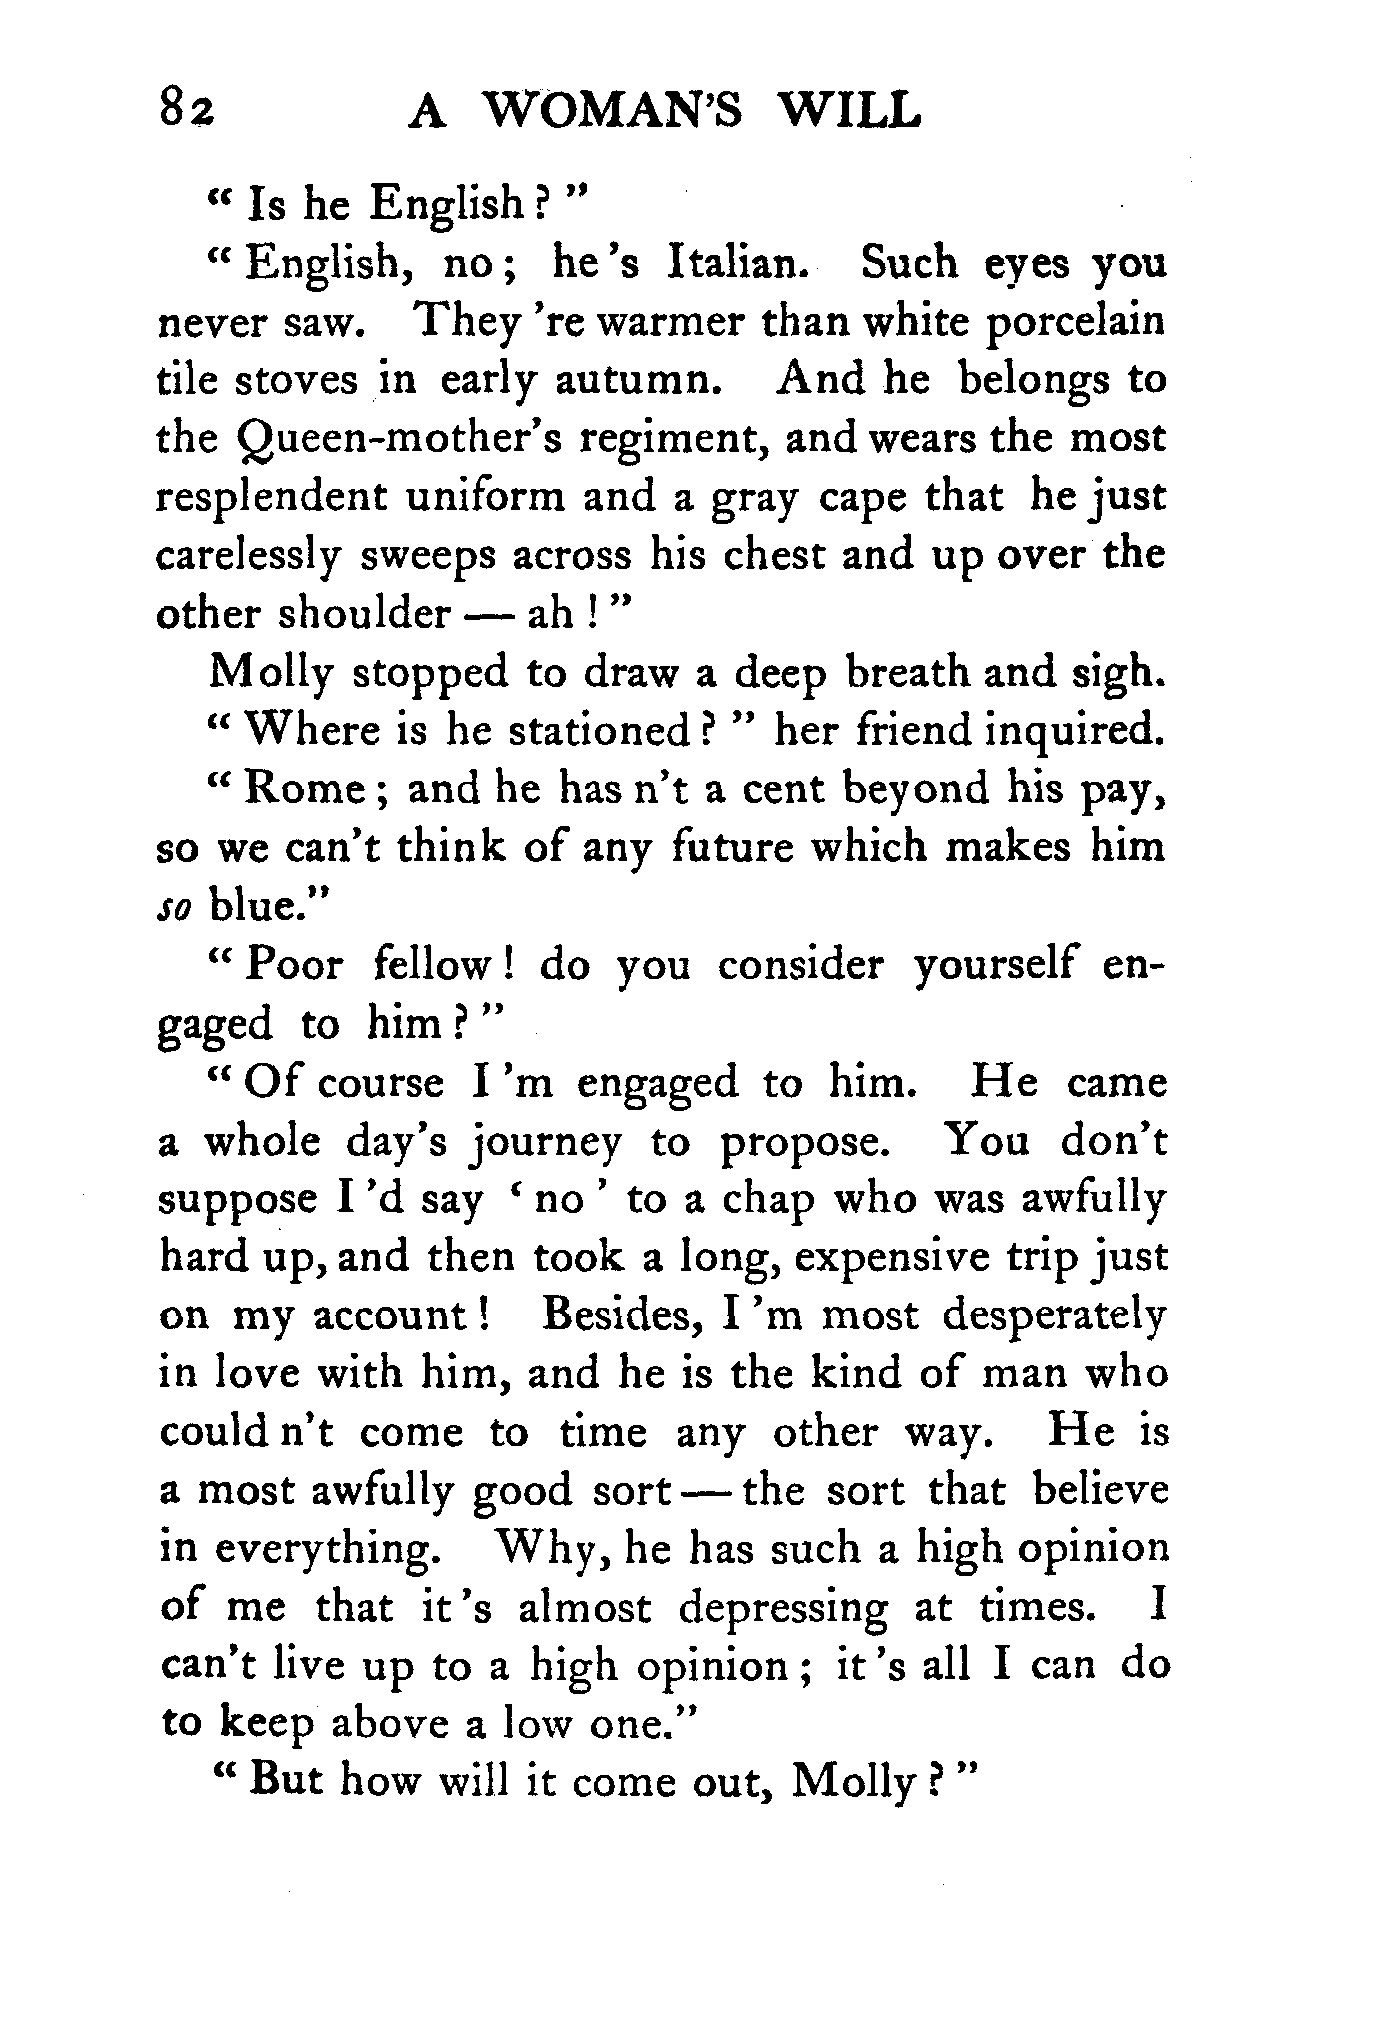 82 A WOMAN'S WILL
“ Is he English ? ”
“ English, no ; he 's Italian. Such eyes you
never saw. They 're warmer than white porcelain
tile stoves in early autumn. And he belongs to
the Queen-mother's regiment, and wears the most
resplendent uniform and a gray cape that he just
carelessly sweeps across his chest and up over the
other shoulder — ah ! ”
Molly stopped to draw a deep breath and sigh.
“ Where is he stationed ? ” her friend inquired.
“ Rome ; and he has n't a cent beyond his pay,
so we can't think of any future which makes him
so blue.”
“ Poor fellow ! do you consider yourself en-
gaged to him ? ”
“ Of course I 'm engaged to him. He came
a whole day's journey to propose. You don't
suppose I 'd say ‘ no ’ to a chap who was awfully
hard up, and then took a long, expensive trip just
on my account ! Besides, I 'm most desperately
in love with him, and he is the kind of man who
could n't come to time any other way. He is
a most awfully good sort — the sort that believe
in everything. Why, he has such a high opinion
of me that it 's almost depressing at times. I
can't live up to a high opinion ; it 's all I can do
to keep above a low one.”
“ But how will it come out, Molly ? ”